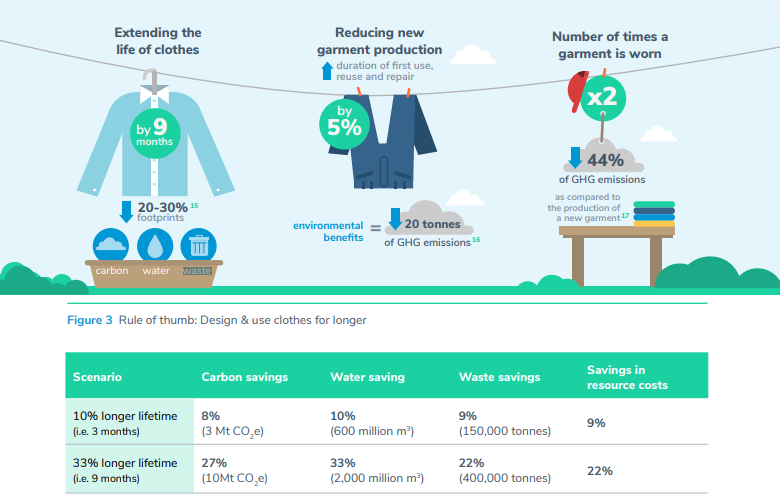 Extending the
life of clothes
by 9
months
20-30% 15
footprints
carbon water waste
Reducing new
garment production
duration of first use,
reuse and repair
by
5%
environmental
benefits
=
20 tonnes
of GHG emissions 16
Number of times a
garment is worn
x2
44%
of GHG emissions
as compared to
the production of
a new garment 17
Figure 3 Rule of thumb: Design & use clothes for longer
Scenario Carbon savings Water saving Waste savings Savings in
resource costs
10% longer lifetime 8% 10% 9% 9%
(i.e. 3 months) (3 Mt CO₂e) (600 million m³) (150,000 tonnes)
33% longer lifetime 27% 33% 22% 22%
(i.e. 9 months) (10Mt CO₂e) (2,000 million m³) (400,000 tonnes)